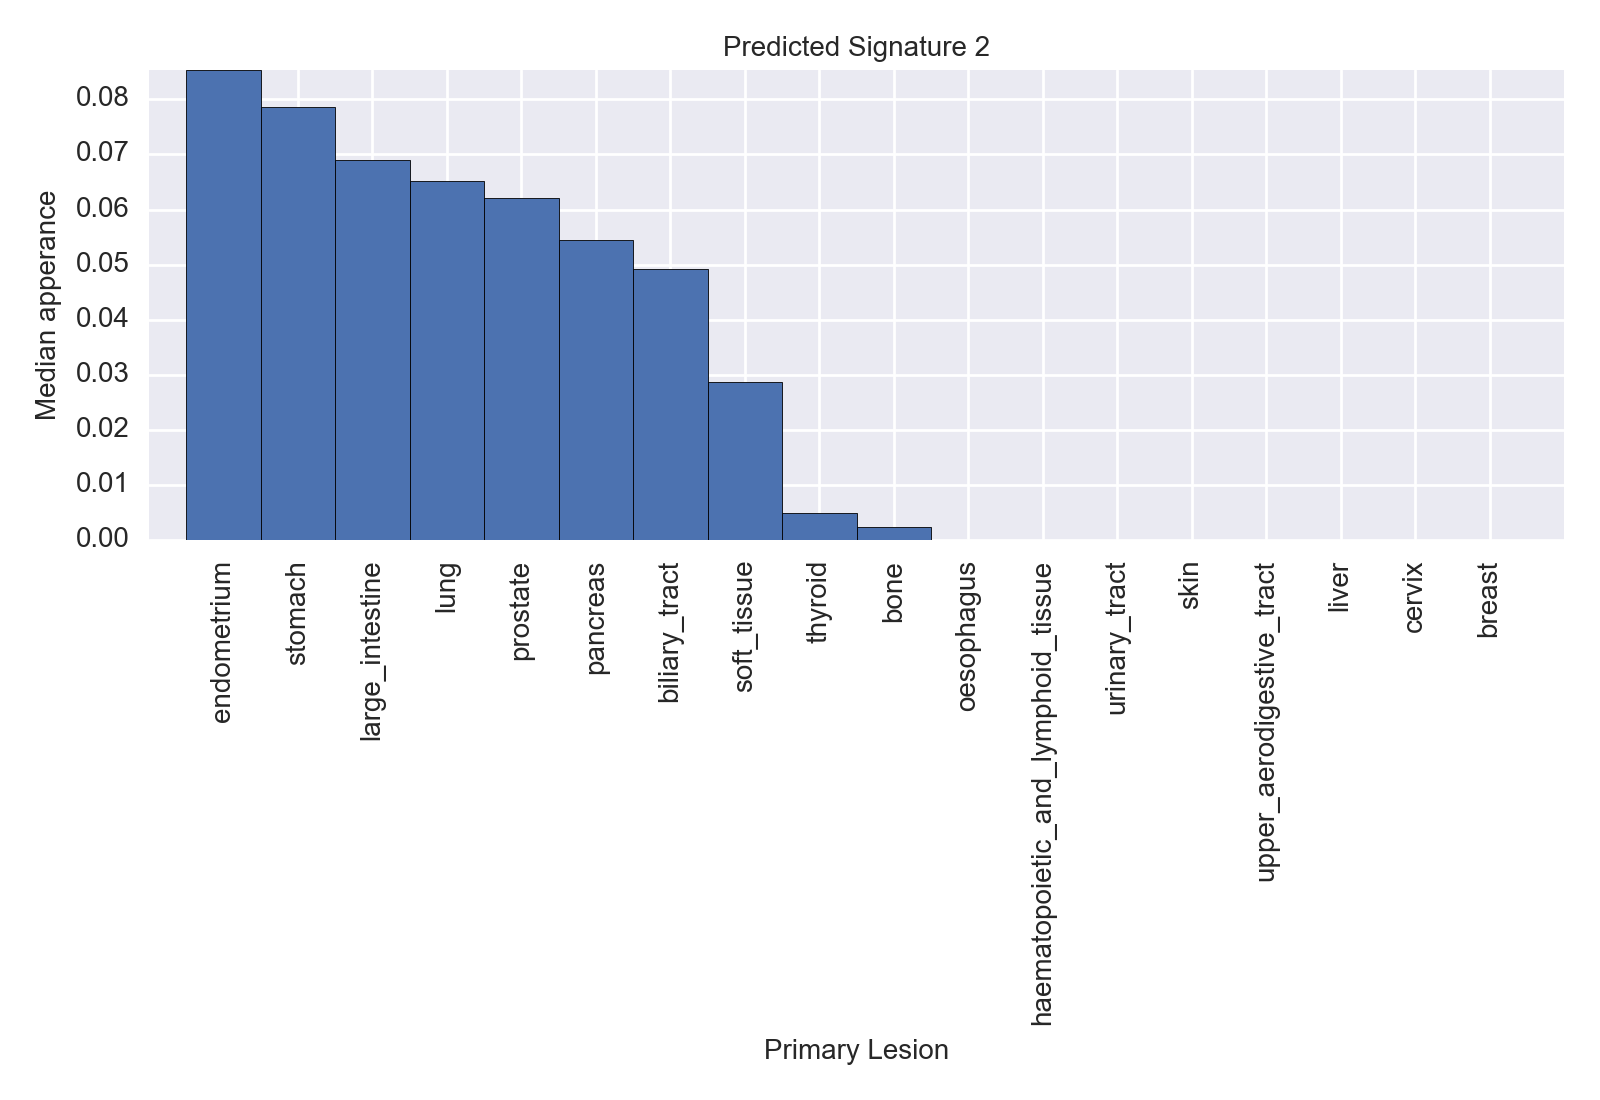 Predicted Signature 2
Median apperance
0.08
0.07
0.06
0.05
0.04
0.03
0.02
0.01
0.00
endometrium
stomach
large_intestine
lung
prostate
pancreas
biliary_tract
soft_tissue
thyroid
bone
oesophagus
haematopoietic_and_lymphoid_tissue
urinary_tract
skin
upper_aerodigestive_tract
liver
cervix
breast
Primary Lesion